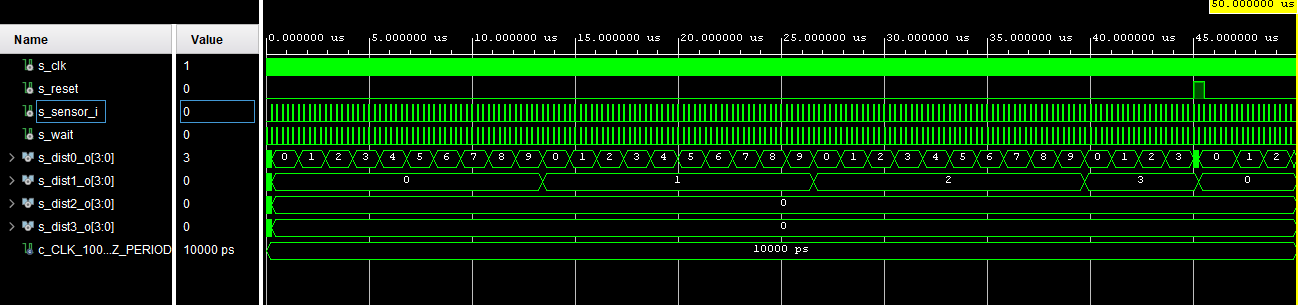 50.000000 us
Name Value 0.000000 us 5.000000 us 10.000000 us 15.000000 us 20.000000 us 25.000000 us 30.000000 us 35.000000 us 40.000000 us 45.000000 us
s_clk 1
s_reset 0
s_sensor_i 0
s_wait 0
s_dist0_o[3:0] 3 0 1 2 3 4 5 6 7 8 9 0 1 2 3 4 5 6 7 8 9 0 1 2 3 4 5 6 7 8 9 0 1 2 3 0 1 2
s_dist1_o[3:0] 0 0 1 2 3 0
s_dist2_o[3:0] 0 0
s_dist3_o[3:0] 0 0
c_CLK_100...Z_PERIOD 10000 ps 10000 ps